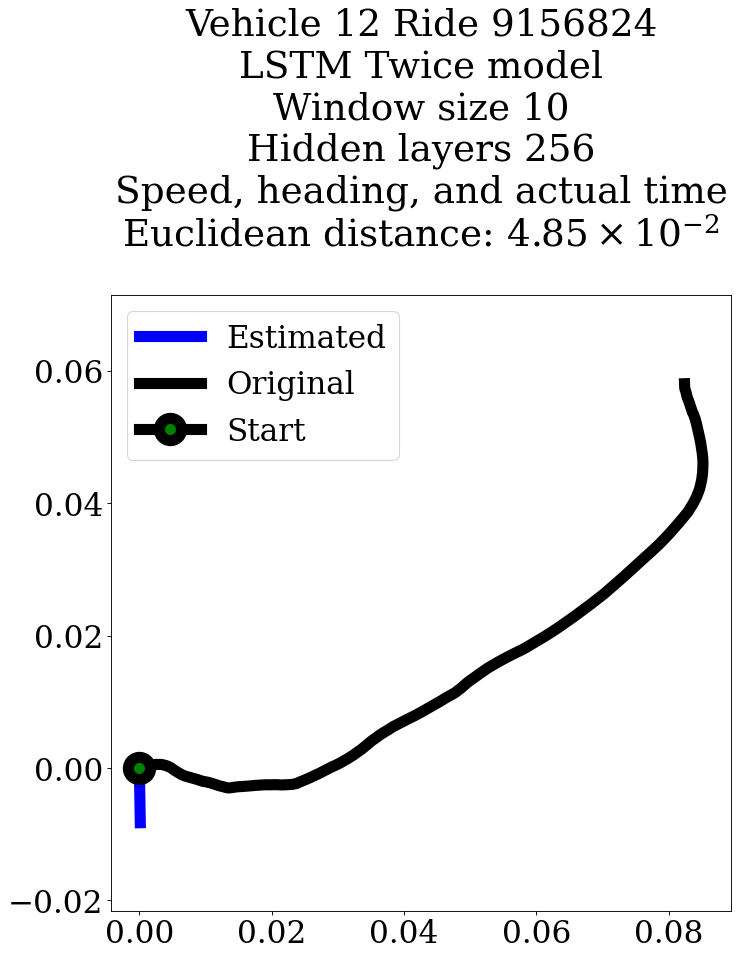 Vehicle 12 Ride 9156824
LSTM Twice model
Window size 10
Hidden layers 256
Speed, heading, and actual time
Euclidean distance: 4.85 × 10⁻²
Estimated
Original
Start
0.06
0.04
0.02
0.00
−0.02
0.00 0.02 0.04 0.06 0.08